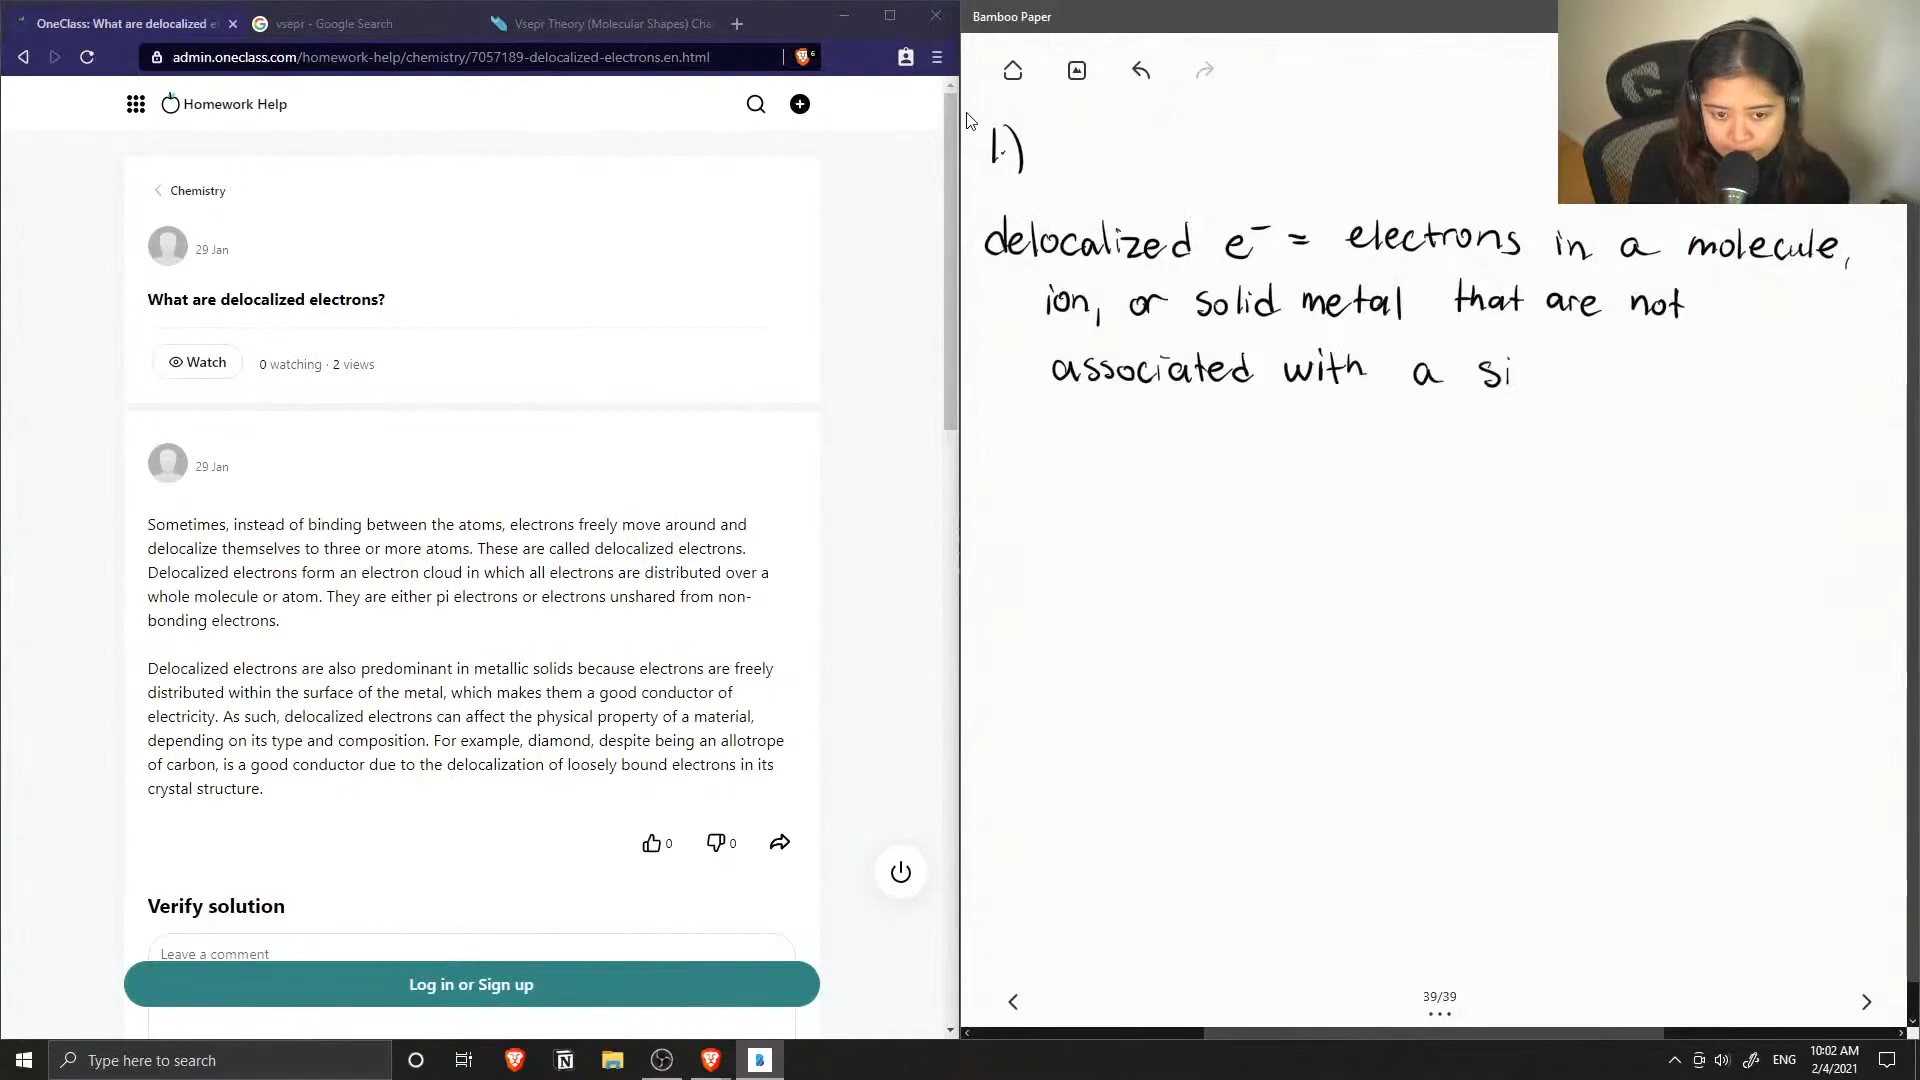 OneClass: What are delocalized e
vsepr - Google Search
Vsepr Theory (Molecular Shapes) Cha
admin.oneclass.com/homework-help/chemistry/7057189-delocalized-electrons.en.html
6
Homework Help
Chemistry
29 Jan
What are delocalized electrons?
Watch
0 watching · 2 views
29 Jan
Sometimes, instead of binding between the atoms, electrons freely move around and
delocalize themselves to three or more atoms. These are called delocalized electrons.
Delocalized electrons form an electron cloud in which all electrons are distributed over a
whole molecule or atom. They are either pi electrons or electrons unshared from non-
bonding electrons.
Delocalized electrons are also predominant in metallic solids because electrons are freely
distributed within the surface of the metal, which makes them a good conductor of
electricity. As such, delocalized electrons can affect the physical property of a material,
depending on its type and composition. For example, diamond, despite being an allotrope
of carbon, is a good conductor due to the delocalization of loosely bound electrons in its
crystal structure.
0
0
Verify solution
Leave a comment
Log in or Sign up
Bamboo Paper
1.)
delocalized e⁻ = electrons in a molecule,
ion, or solid metal that are not
associated with a si
39/39
Type here to search
ENG
10:02 AM
2/4/2021